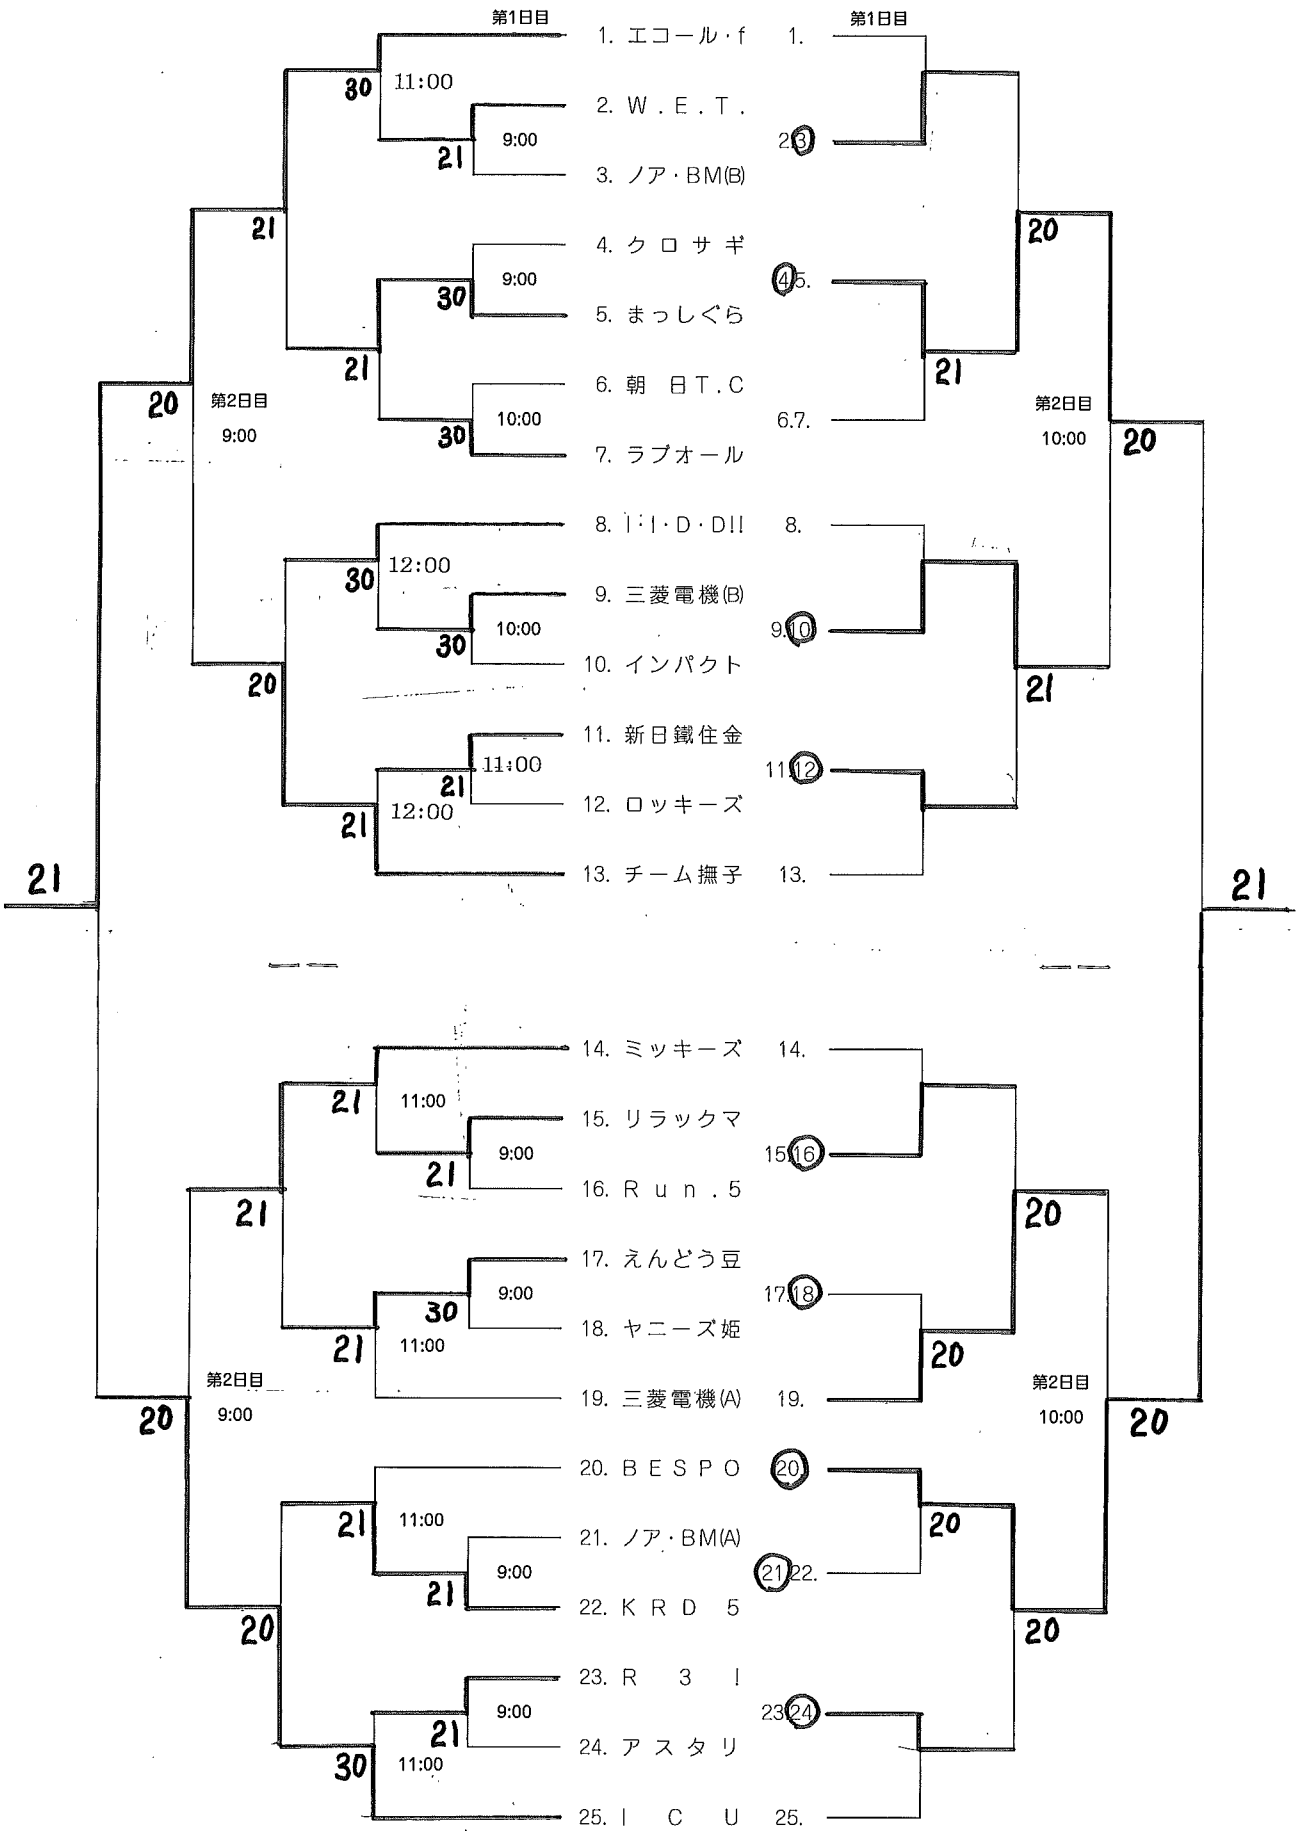 第1日目 第1日目
1. エコール・f 1.
30 11:00
2. W.E.T.
21 9:00 2.3
3. ノア・BM(B)
21 20
4. クロサギ
30 9:00 4.5.
5. まっしぐら
21 21
6. 朝日T.C
20 第2日目 9:00
30 10:00 6.7.
第2日目 10:00 20
7. ラブオール
8. 8.
30 12:00
9. 三菱電機(B)
30 10:00 9.10
10. インパクト
20 21
11. 新日鐵住金
21 11:00 11.12
12. ロッキーズ
21 12:00
13. チーム撫子 13.
21 21
14. ミッキーズ 14.
21 11:00
15. リラックマ
21 9:00 15.16
16. Run.5
21 20
17. えんどう豆
30 9:00 17.18
18. ヤニーズ姫
21 11:00 20
第2日目 9:00 第2日目 10:00
19. 三菱電機(A) 19.
20 20
20. BESPO 20.
21 11:00 20
21. ノア・BM(A)
21 9:00 21.22.
22. KRD 5
20 20
23. R 3 I
21 9:00 23.24
24. アスタリ
30 11:00
25. I C U 25.